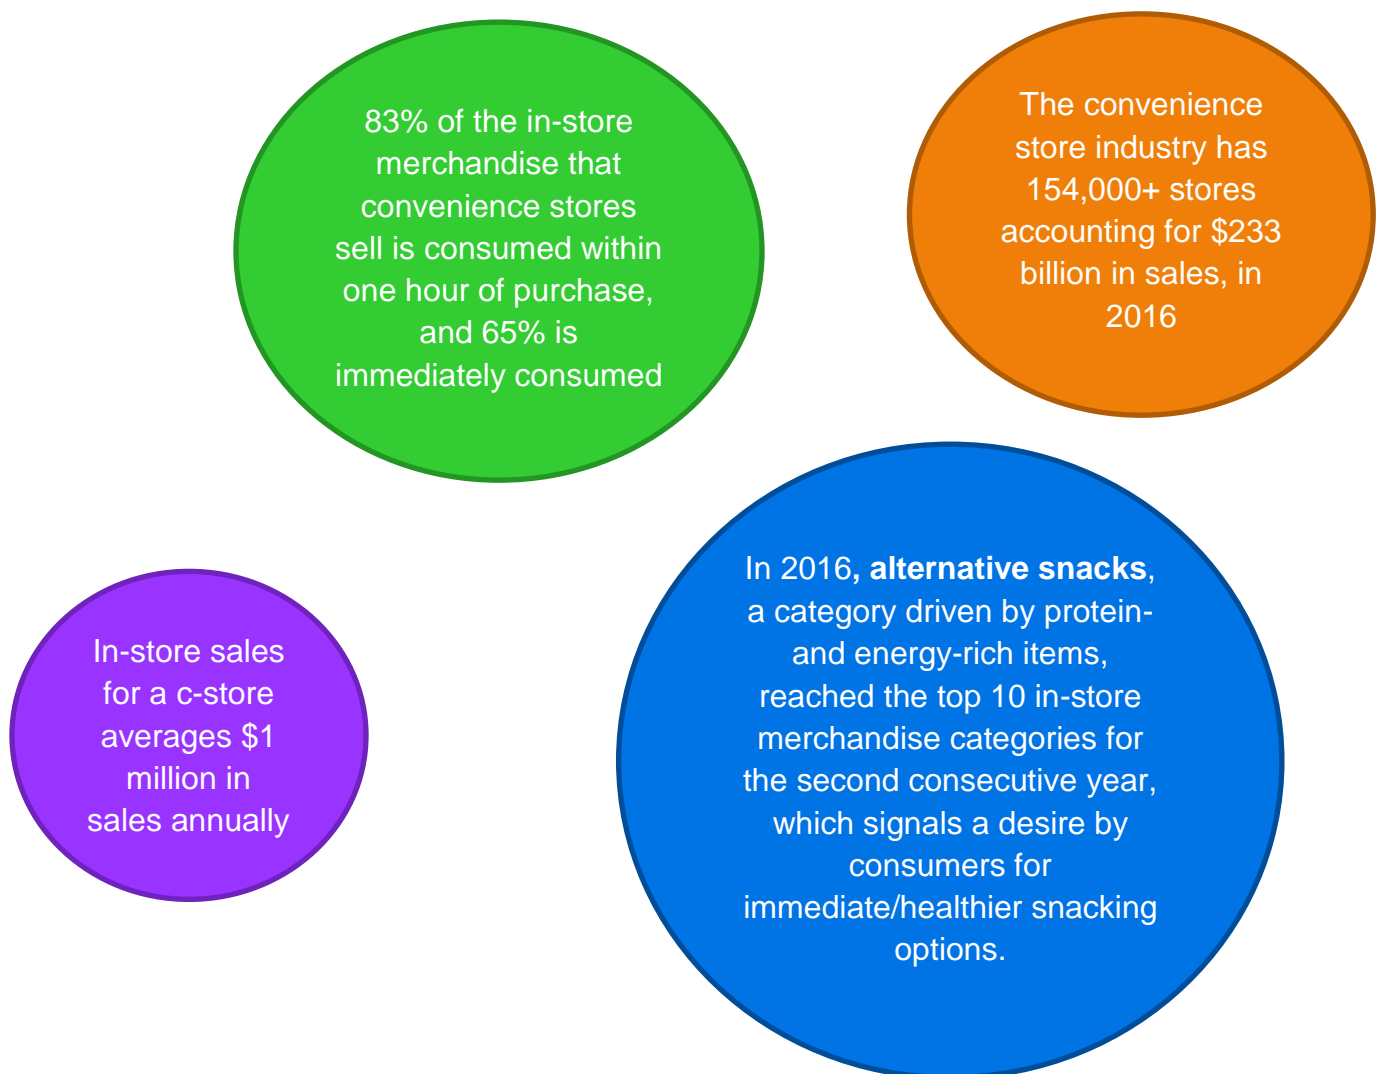 83% of the in-store
merchandise that
convenience stores
sell is consumed within
one hour of purchase,
and 65% is
immediately consumed
The convenience
store industry has
154,000+ stores
accounting for $233
billion in sales, in
2016
In-store sales
for a c-store
averages $1
million in
sales annually
In 2016, alternative snacks,
a category driven by protein-
and energy-rich items,
reached the top 10 in-store
merchandise categories for
the second consecutive year,
which signals a desire by
consumers for
immediate/healthier snacking
options.